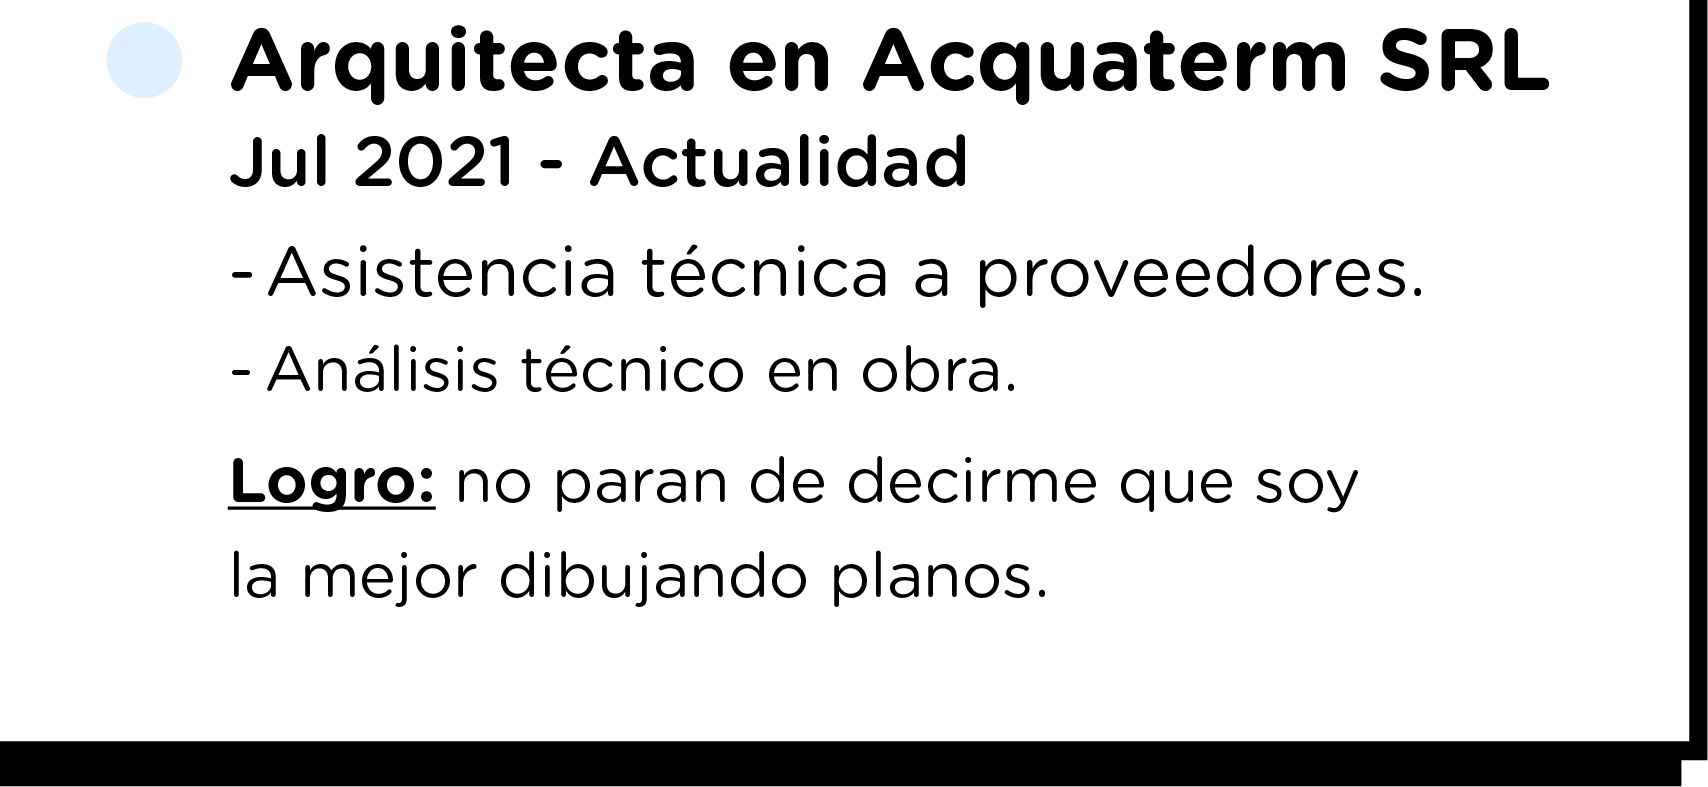 Arquitecta en Acquaterm SRL
Jul 2021 - Actualidad
- Asistencia técnica a proveedores.
- Análisis técnico en obra.
Logro: no paran de decirme que soy
la mejor dibujando planos.